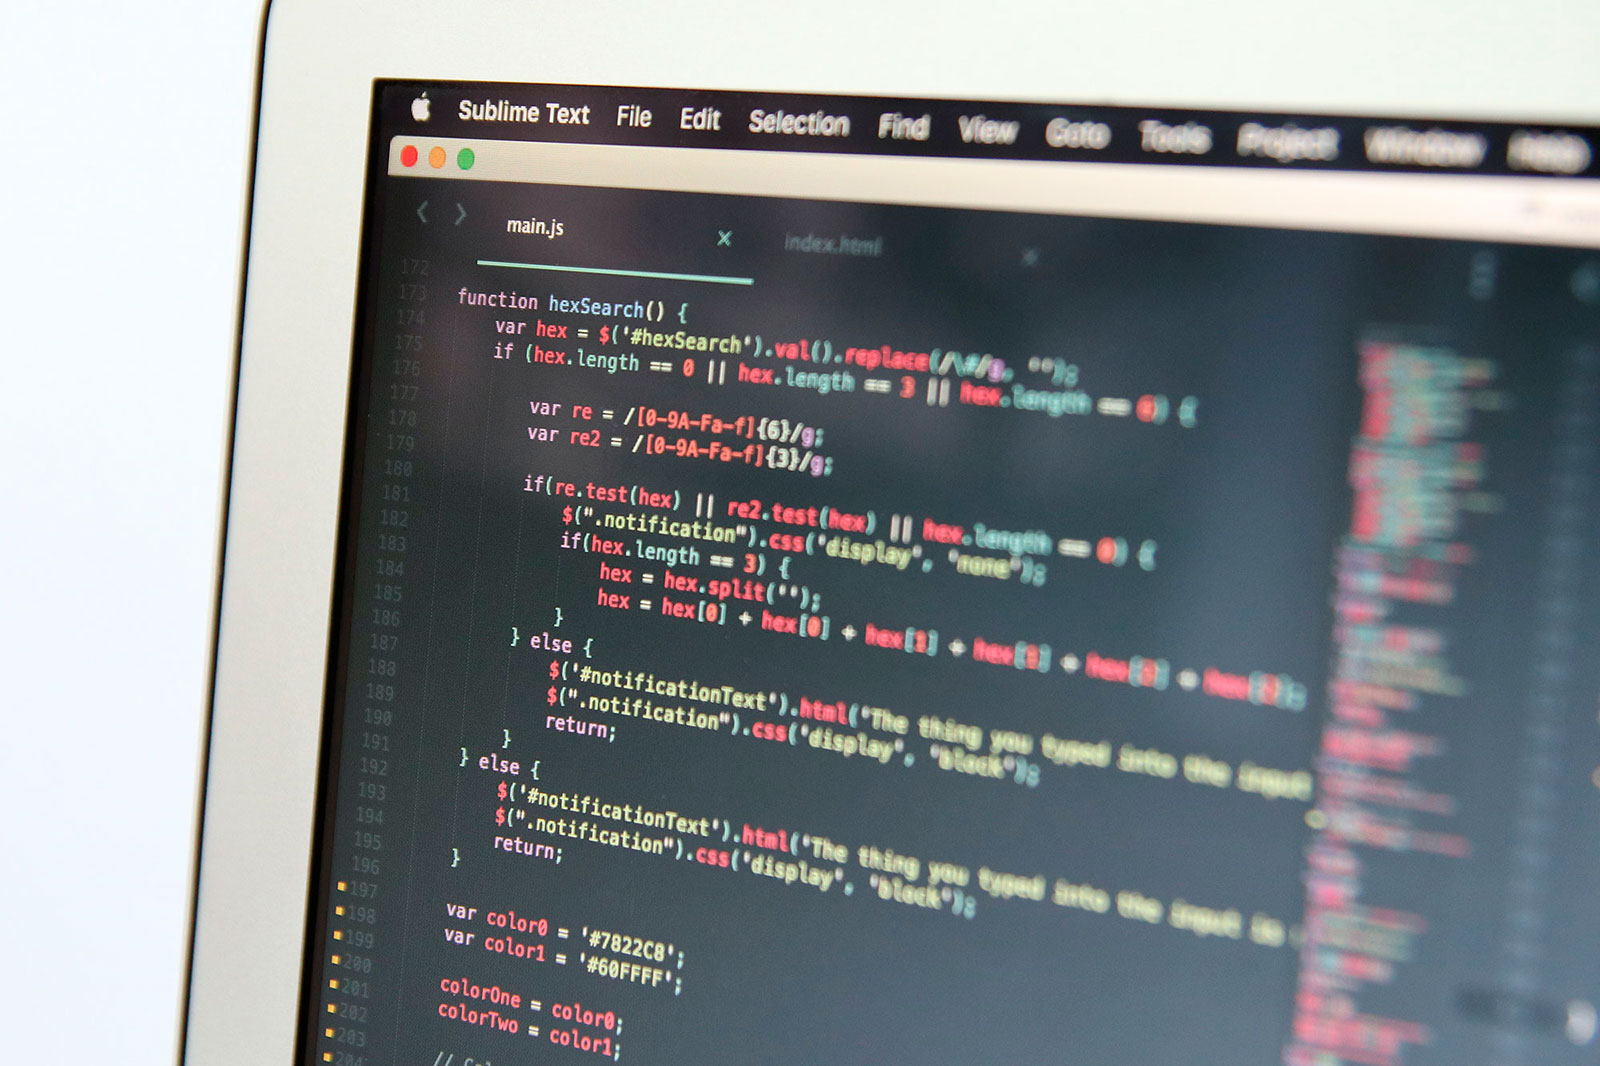 Sublime Text File Edit Selection Find View Goto Tools Project Window Help
main.js index.html
172
173 function hexSearch() {
174 var hex = $('#hexSearch').val().replace(/\#/g, '');
175 if (hex.length == 0 || hex.length == 3 || hex.length == ) {
176
177 var re = /[0-9A-Fa-f]{6}/g;
178 var re2 = /[0-9A-Fa-f]{3}/g;
179
180 if(re.test(hex) || re2.test(hex) || hex.length == 0) {
181 $(".notification").css('display', 'none');
182 if(hex.length == 3) {
183 hex = hex.split('');
184 hex = hex[0] + hex[0] + hex[1] + hex[1] + hex[] + hex[];
185 }
186 } else {
187 $('#notificationText').html('The thing you typed into the input
188 $(".notification").css('display', 'block');
189 return;
190 }
191 } else {
192 $('#notificationText').html('The thing you typed into the input is
193 $(".notification").css('display', 'block');
194 return;
195 }
196
197 var color0 = '#7822C8';
198 var color1 = '#60FFFF';
199
200 colorOne = color0;
201 colorTwo = color1;
202
203 //
204